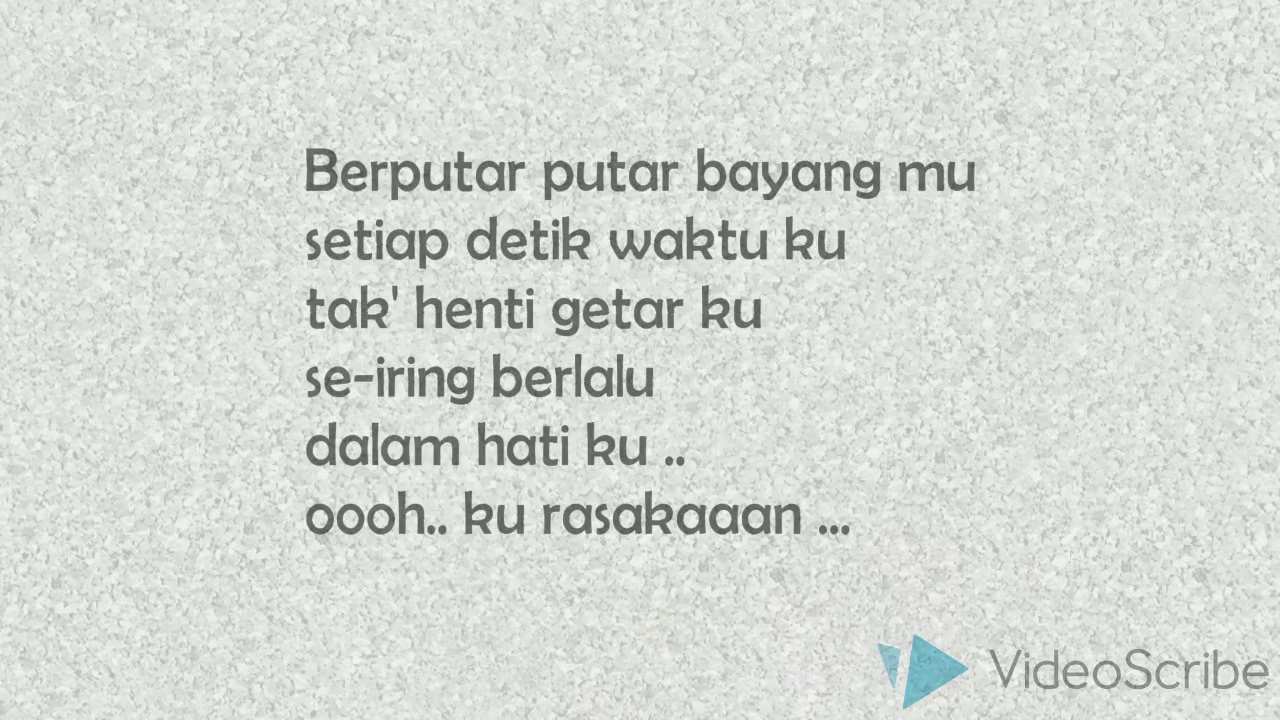 Berputar putar bayang mu
setiap detik waktu ku
tak' henti getar ku
se-iring berlalu
dalam hati ku ..
oooh.. ku rasakaaan ...
VideoScribe